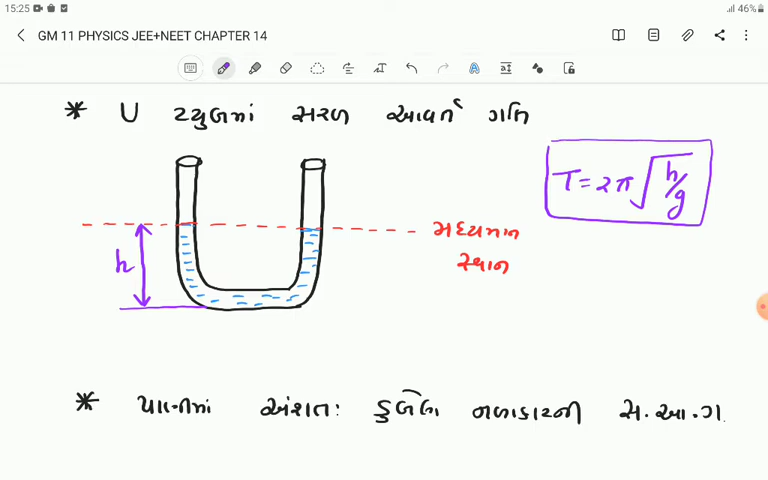 15:25
46%
GM 11 PHYSICS JEE+NEET CHAPTER 14
* U ટ્યુબમાં સરળ આવર્ત ગતિ
T = 2π√h/g
મધ્યમાન
સ્થાન
h
* પાણીમાં અંશતઃ ડુબેલા નળાકારની સ.આ.ગ.